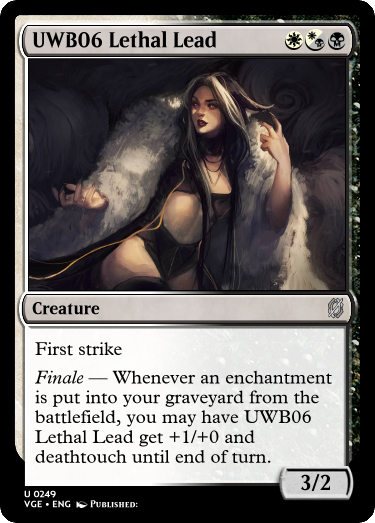 UWB06 Lethal Lead
Creature
First strike
Finale — Whenever an enchantment
is put into your graveyard from the
battlefield, you may have UWB06
Lethal Lead get +1/+0 and
deathtouch until end of turn.
3/2
U 0249
VGE • ENG Published: